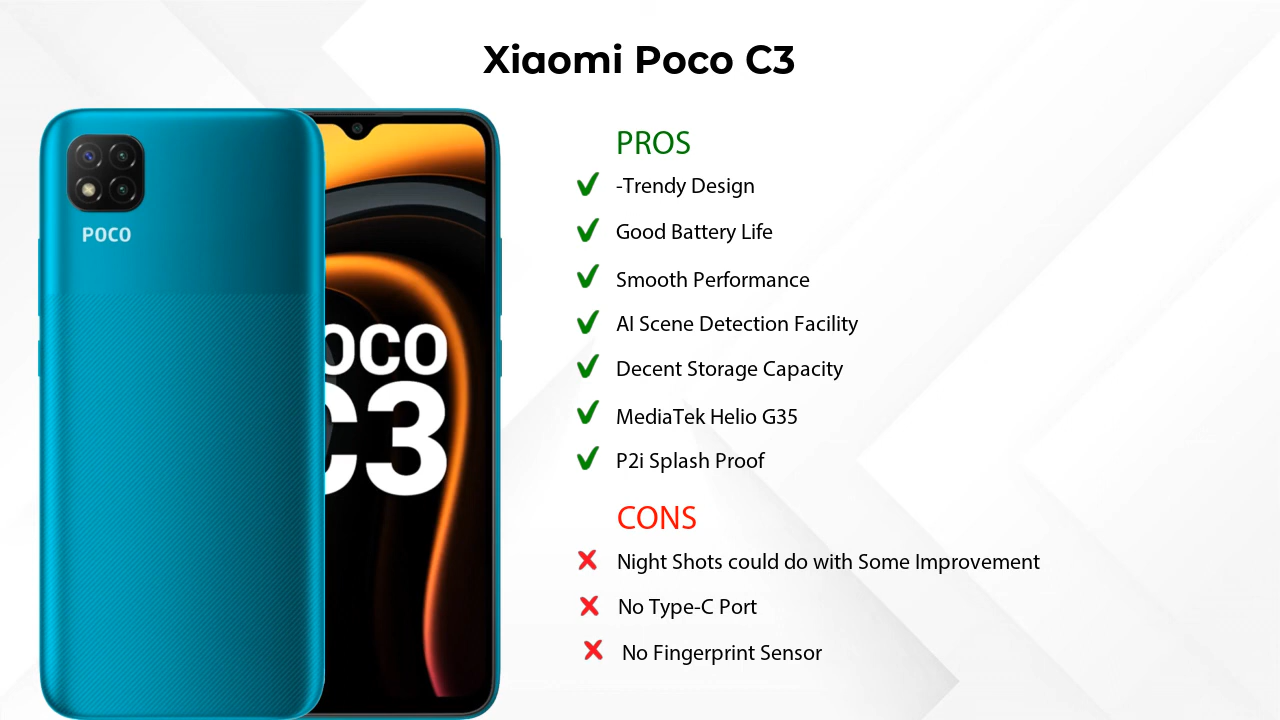 Xiaomi Poco C3
POCO
OCO
C3
PROS
-Trendy Design
Good Battery Life
Smooth Performance
AI Scene Detection Facility
Decent Storage Capacity
MediaTek Helio G35
P2i Splash Proof
CONS
Night Shots could do with Some Improvement
No Type-C Port
No Fingerprint Sensor